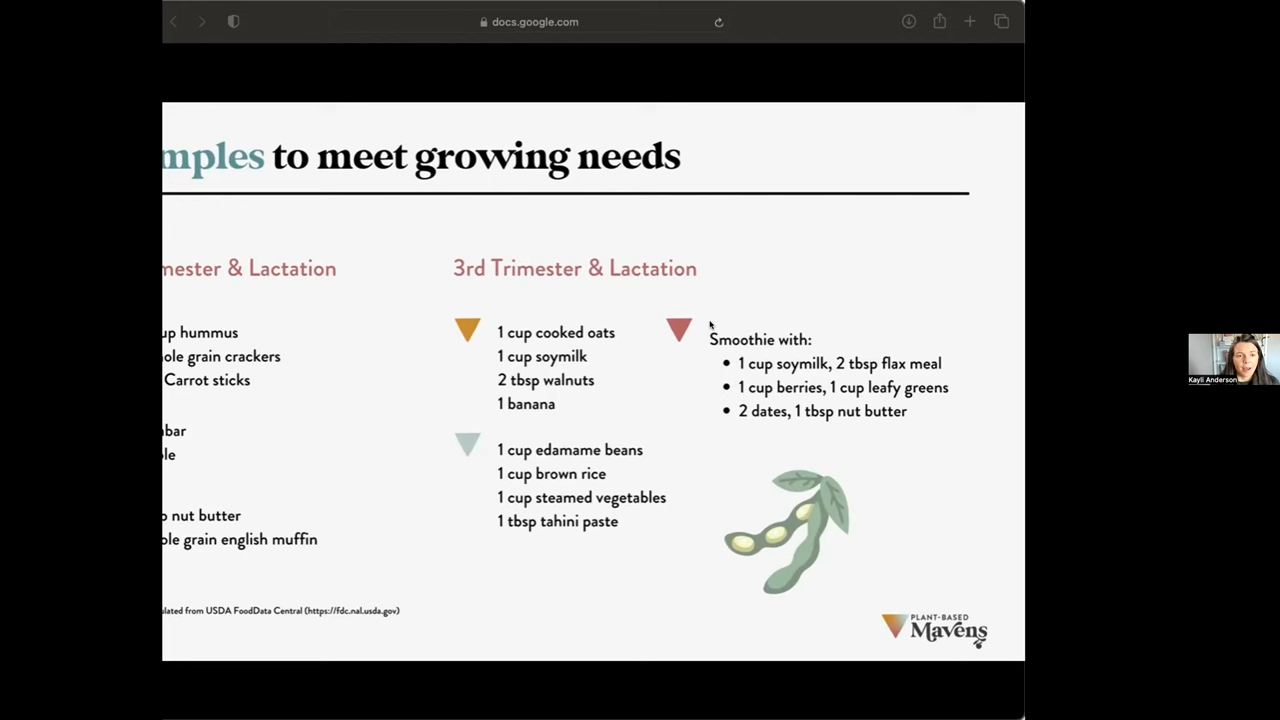 docs.google.com
mples to meet growing needs
mester & Lactation
up hummus
ole grain crackers
Carrot sticks
bar
le
nut butter
ole grain english muffin
3rd Trimester & Lactation
1 cup cooked oats
1 cup soymilk
2 tbsp walnuts
1 banana
1 cup edamame beans
1 cup brown rice
1 cup steamed vegetables
1 tbsp tahini paste
Smoothie with:
• 1 cup soymilk, 2 tbsp flax meal
• 1 cup berries, 1 cup leafy greens
• 2 dates, 1 tbsp nut butter
ulated from USDA FoodData Central (https://fdc.nal.usda.gov)
PLANT-BASED
Mavens
Kayli Anderson